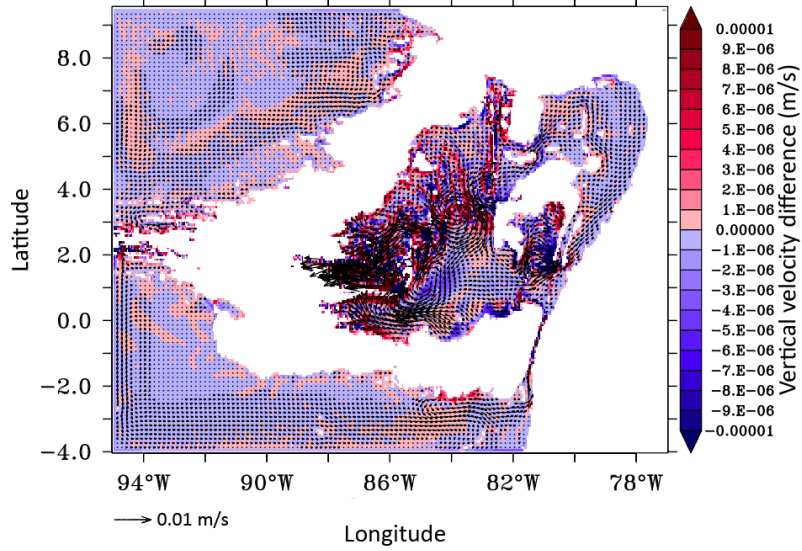 8.0
6.0
4.0
2.0
0.0
−2.0
−4.0
Latitude
94°W 90°W 86°W 82°W 78°W
Longitude
0.01 m/s
0.00001
9.E-06
8.E-06
7.E-06
6.E-06
5.E-06
4.E-06
3.E-06
2.E-06
1.E-06
0.00000
-1.E-06
-2.E-06
-3.E-06
-4.E-06
-5.E-06
-6.E-06
-7.E-06
-8.E-06
-9.E-06
-0.00001
Vertical velocity difference (m/s)